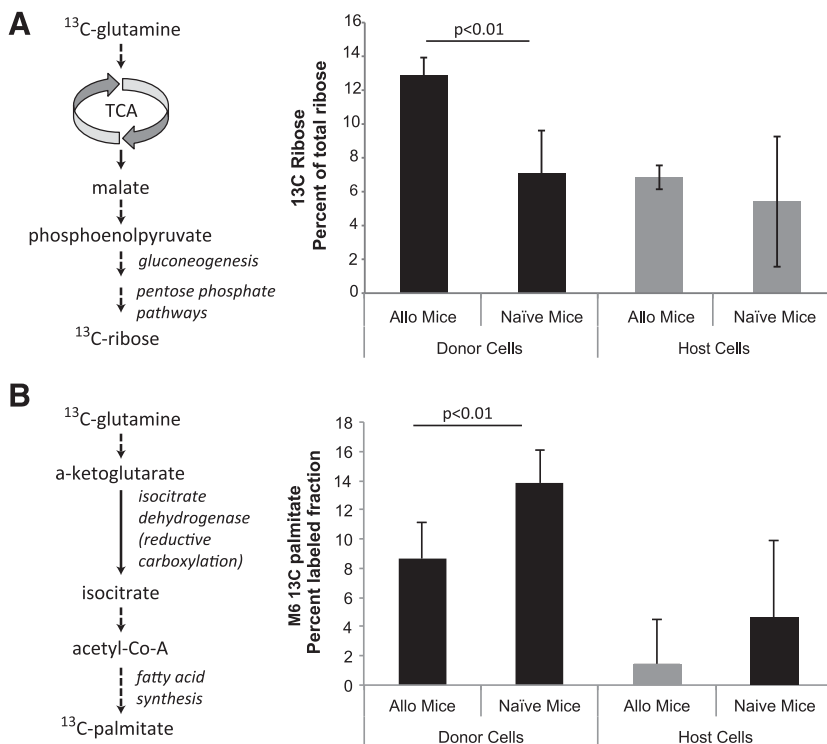 A
¹³C-glutamine
TCA
malate
phosphoenolpyruvate
gluconeogenesis
pentose phosphate
pathways
¹³C-ribose
13C Ribose
Percent of total ribose
16
14
12
10
8
6
4
2
0
p<0.01
Allo Mice
Naïve Mice
Allo Mice
Naïve Mice
Donor Cells
Host Cells
B
¹³C-glutamine
a-ketoglutarate
isocitrate
dehydrogenase
(reductive
carboxylation)
isocitrate
acetyl-Co-A
fatty acid
synthesis
¹³C-palmitate
M6 13C palmitate
Percent labeled fraction
18
16
14
12
10
8
6
4
2
0
p<0.01
Allo Mice
Naïve Mice
Allo Mice
Naive Mice
Donor Cells
Host Cells